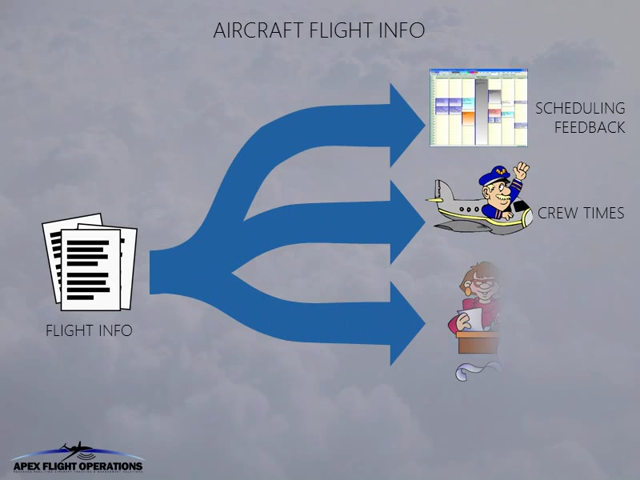 AIRCRAFT FLIGHT INFO
SCHEDULING
FEEDBACK
CREW TIMES
FLIGHT INFO
APEX FLIGHT OPERATIONS